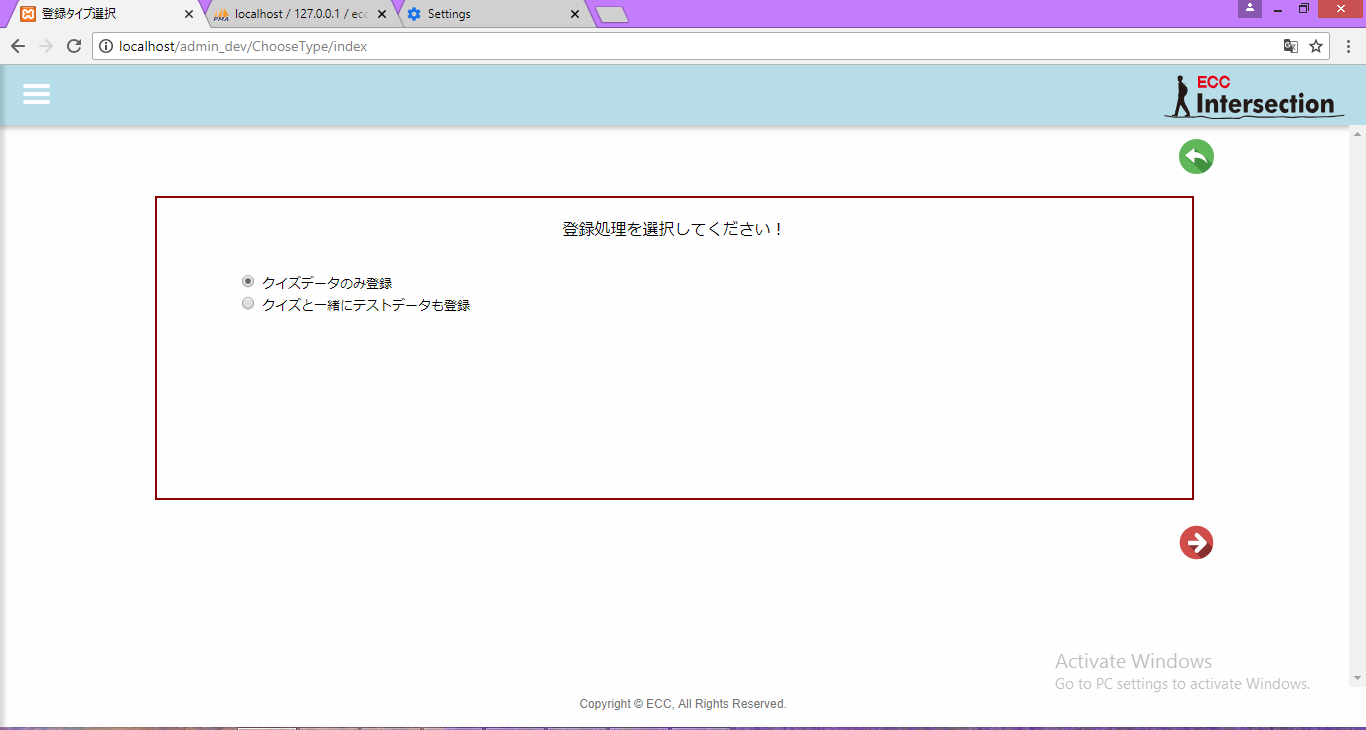 登録タイプ選択
localhost / 127.0.0.1 / ecc
Settings
localhost/admin_dev/ChooseType/index
ECC
Intersection
登録処理を選択してください！
クイズデータのみ登録
クイズと一緒にテストデータも登録
Activate Windows
Go to PC settings to activate Windows.
Copyright © ECC, All Rights Reserved.